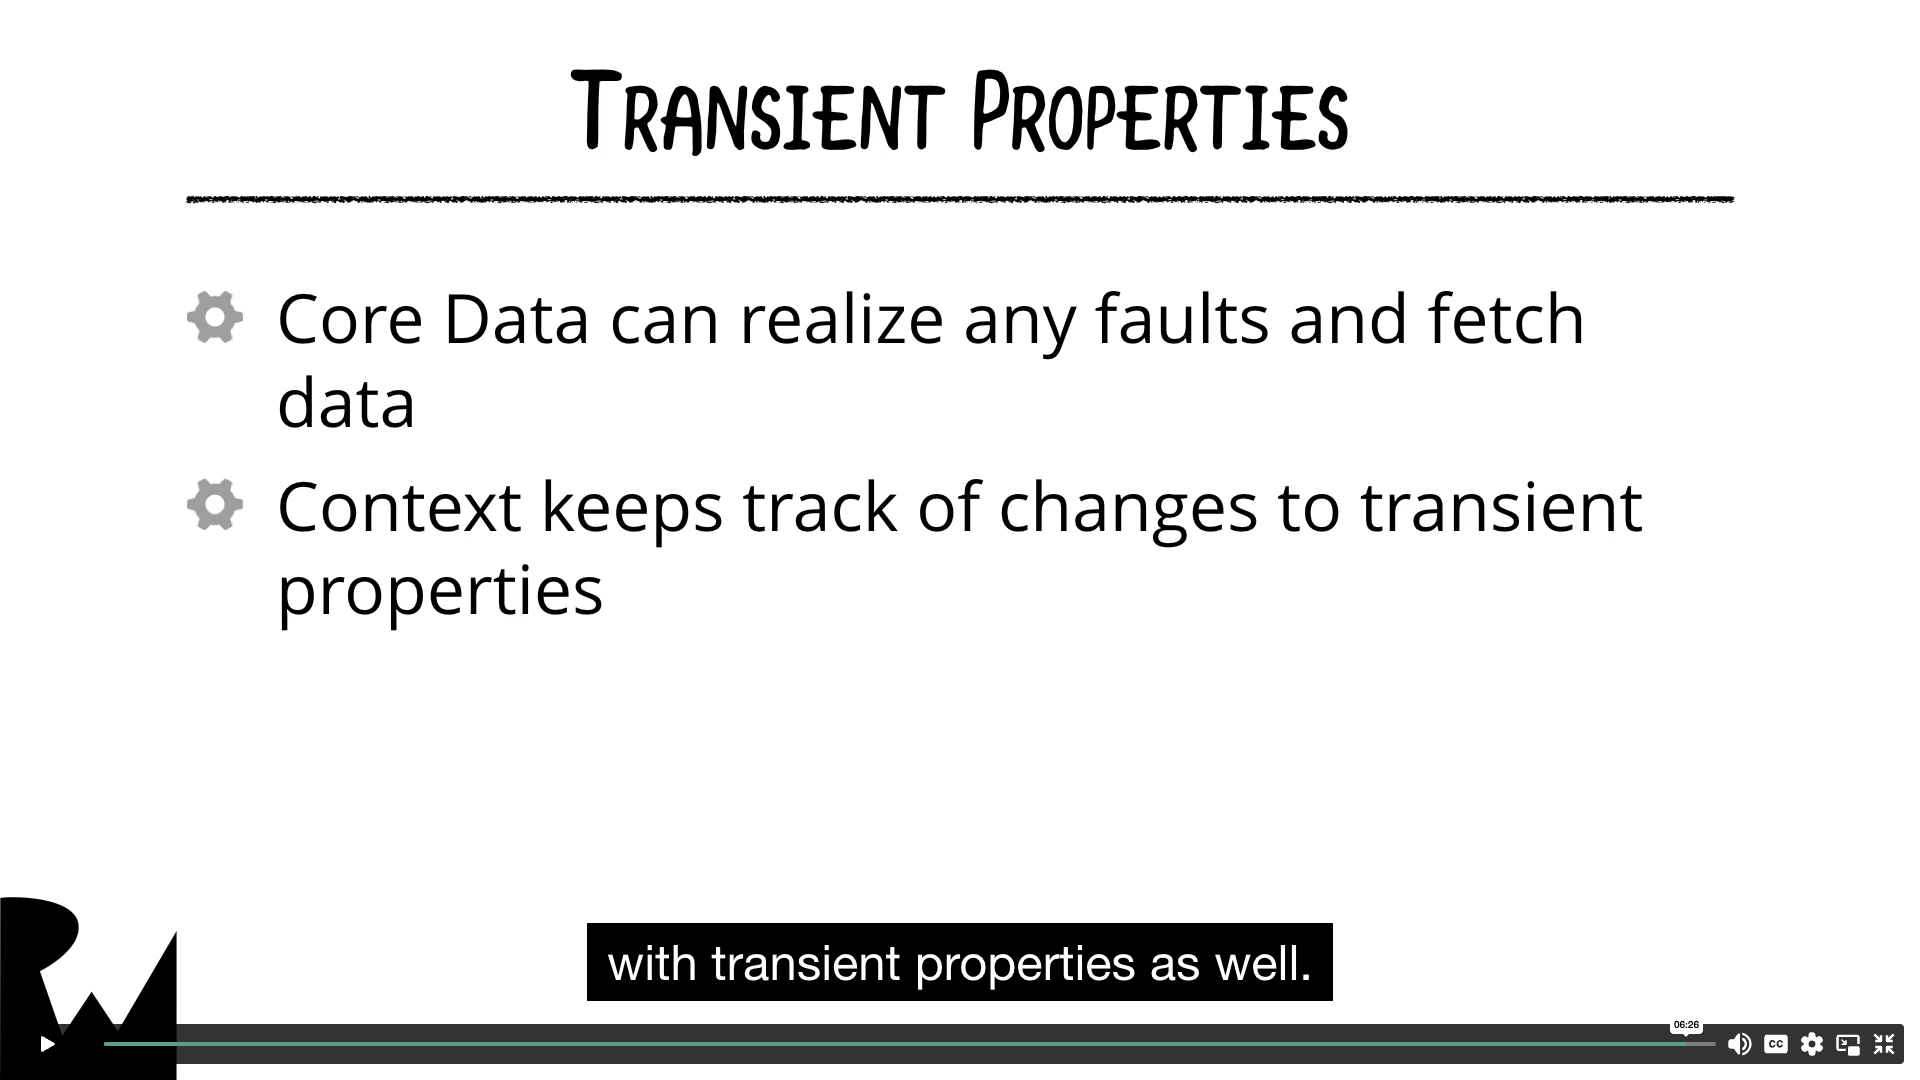 Transient Properties
Core Data can realize any faults and fetch
data
Context keeps track of changes to transient
properties
with transient properties as well.
06:26
CC